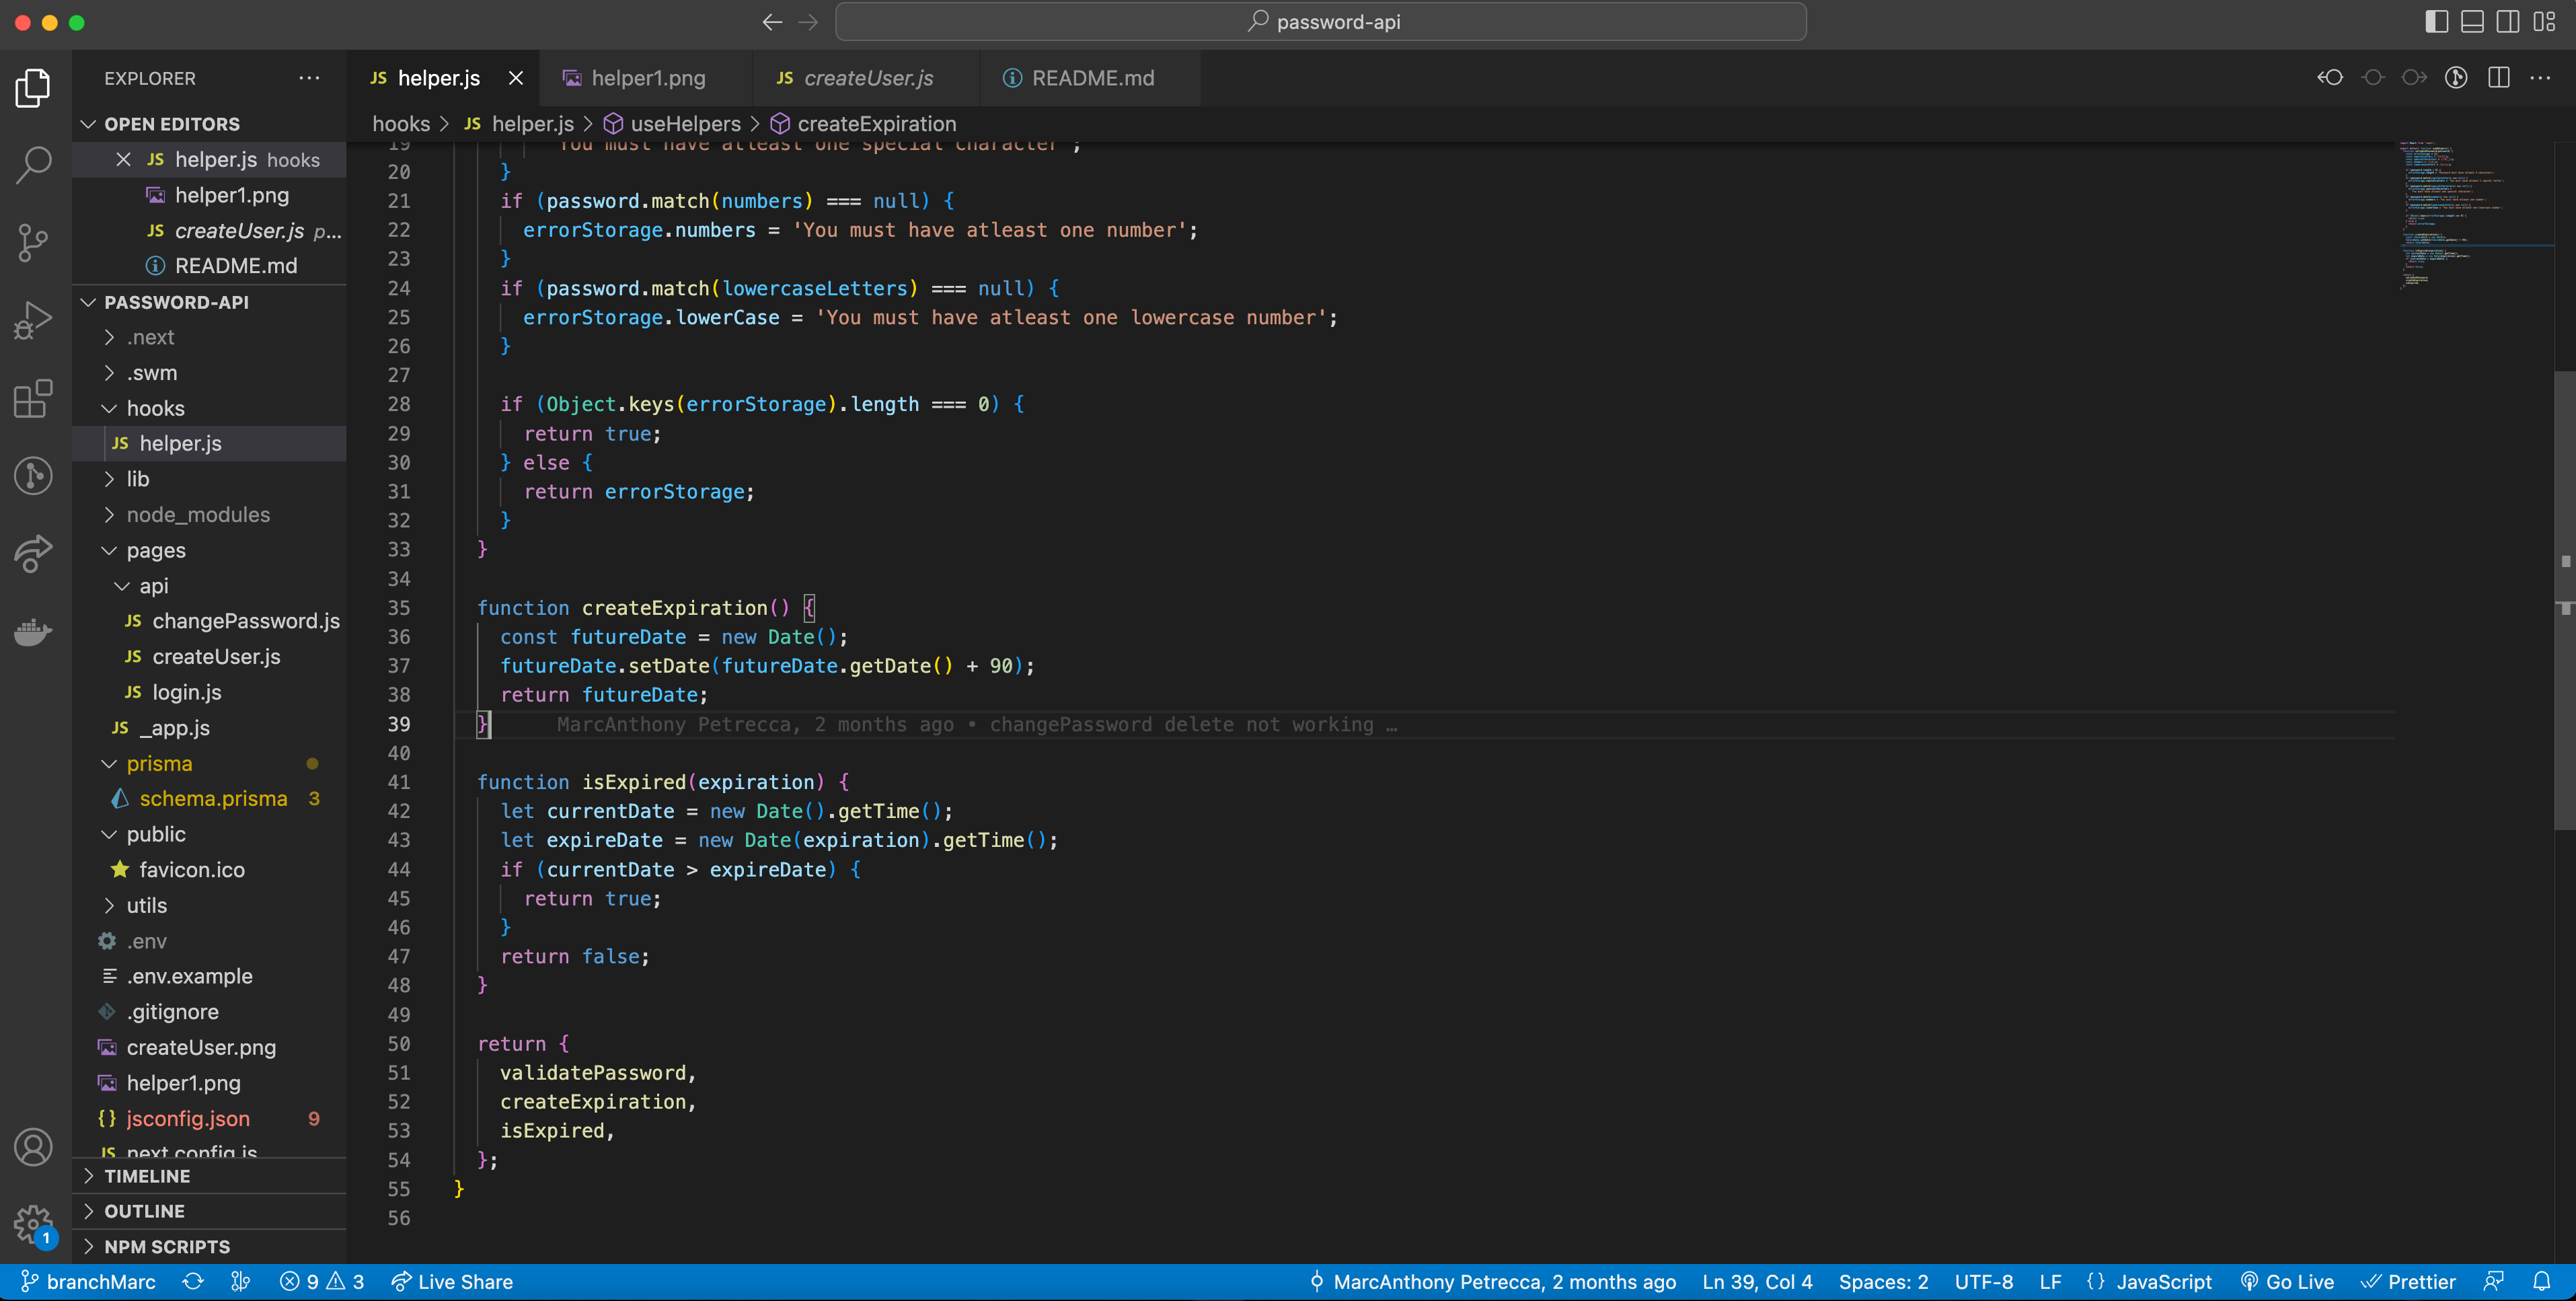 password-api
EXPLORER
helper.js
helper1.png
createUser.js
README.md
OPEN EDITORS
hooks > JS helper.js > useHelpers > createExpiration
JS helper.js hooks
helper1.png
JS createUser.js p...
README.md
PASSWORD-API
.next
.swm
hooks
JS helper.js
lib
node_modules
pages
api
JS changePassword.js
JS createUser.js
JS login.js
JS _app.js
prisma
schema.prisma 3
public
favicon.ico
utils
.env
.env.example
.gitignore
createUser.png
helper1.png
{} jsconfig.json 9
JS next.config.js
TIMELINE
OUTLINE
NPM SCRIPTS
19 'You must have atleast one special character';
20 }
21 if (password.match(numbers) === null) {
22 errorStorage.numbers = 'You must have atleast one number';
23 }
24 if (password.match(lowercaseLetters) === null) {
25 errorStorage.lowerCase = 'You must have atleast one lowercase number';
26 }
27
28 if (Object.keys(errorStorage).length === 0) {
29 return true;
30 } else {
31 return errorStorage;
32 }
33 }
34
35 function createExpiration() {
36 const futureDate = new Date();
37 futureDate.setDate(futureDate.getDate() + 90);
38 return futureDate;
39 } MarcAnthony Petrecca, 2 months ago • changePassword delete not working …
40
41 function isExpired(expiration) {
42 let currentDate = new Date().getTime();
43 let expireDate = new Date(expiration).getTime();
44 if (currentDate > expireDate) {
45 return true;
46 }
47 return false;
48 }
49
50 return {
51 validatePassword,
52 createExpiration,
53 isExpired,
54 };
55 }
56
1
branchMarc 9 3 Live Share MarcAnthony Petrecca, 2 months ago Ln 39, Col 4 Spaces: 2 UTF-8 LF {} JavaScript Go Live Prettier